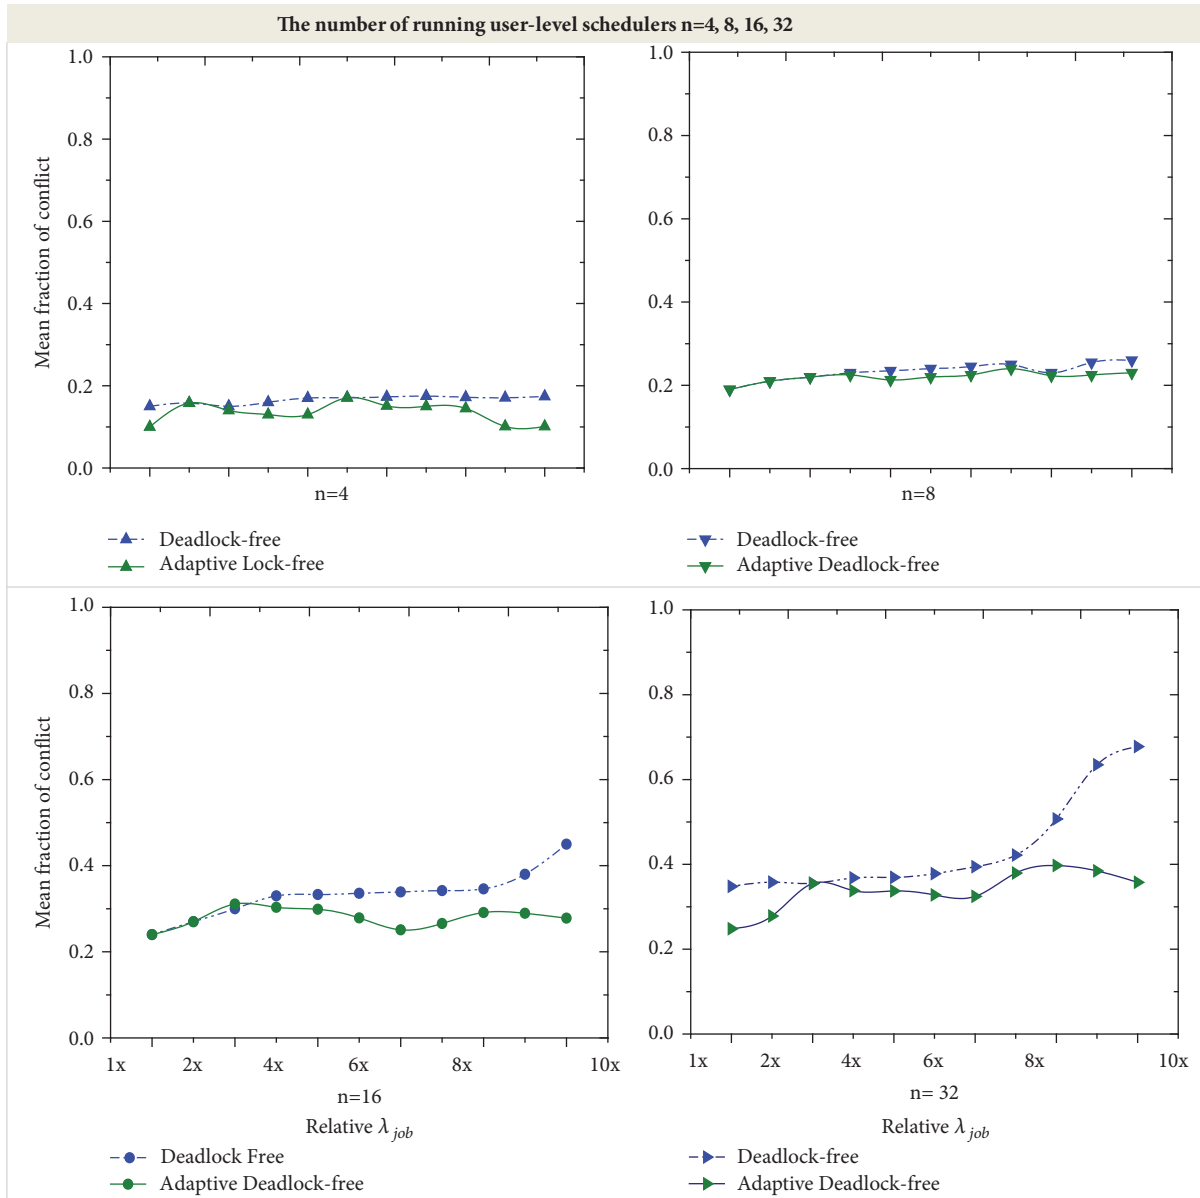 The number of running user-level schedulers n=4, 8, 16, 32
Mean fraction of conflict
1.0
0.8
0.6
0.4
0.2
0.0
n=4
Deadlock-free
Adaptive Lock-free
1.0
0.8
0.6
0.4
0.2
0.0
n=8
Deadlock-free
Adaptive Deadlock-free
Mean fraction of conflict
1.0
0.8
0.6
0.4
0.2
0.0
1x 2x 4x 6x 8x 10x
n=16
Relative λ job
Deadlock Free
Adaptive Deadlock-free
1.0
0.8
0.6
0.4
0.2
0.0
1x 2x 4x 6x 8x 10x
n= 32
Relative λ job
Deadlock-free
Adaptive Deadlock-free